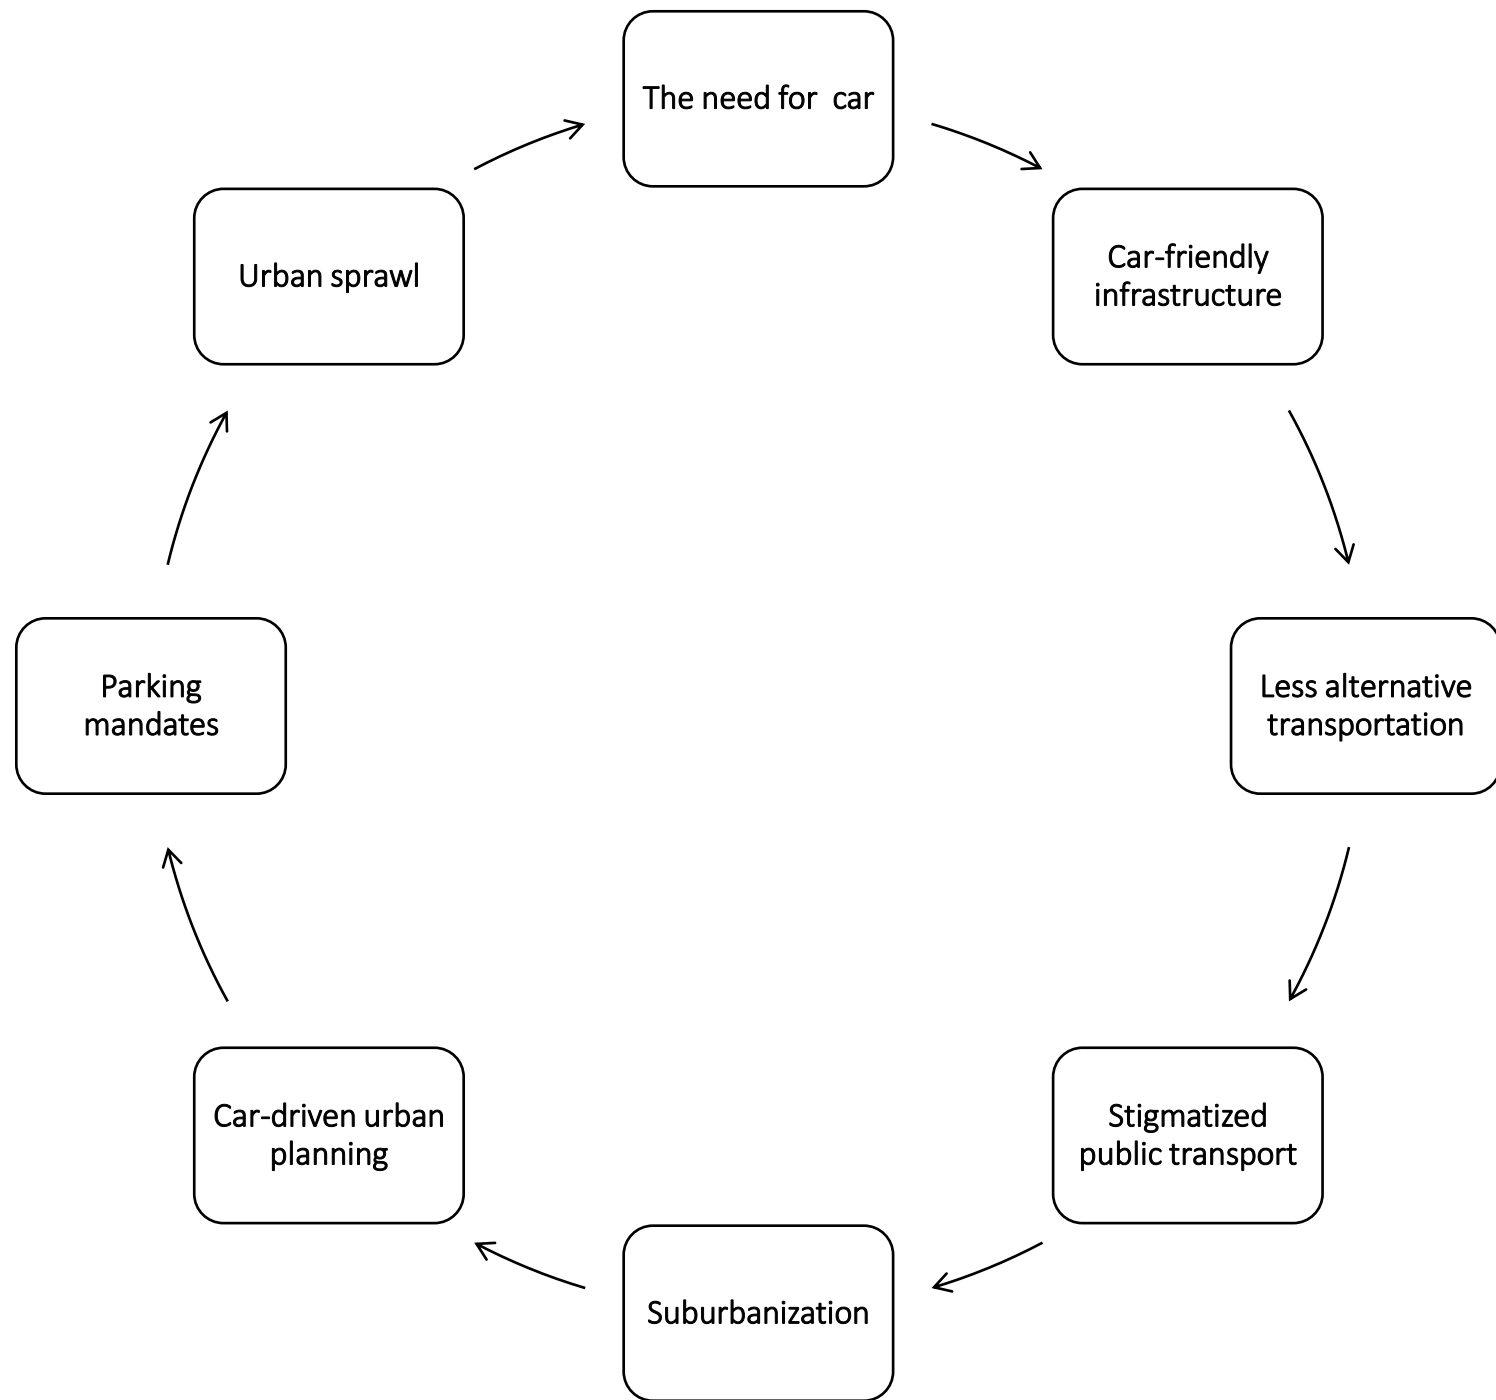 The need for  car
Car-friendly
infrastructure
Less alternative
transportation
Stigmatized
public transport
Suburbanization
Car-driven urban
planning
Parking
mandates
Urban sprawl